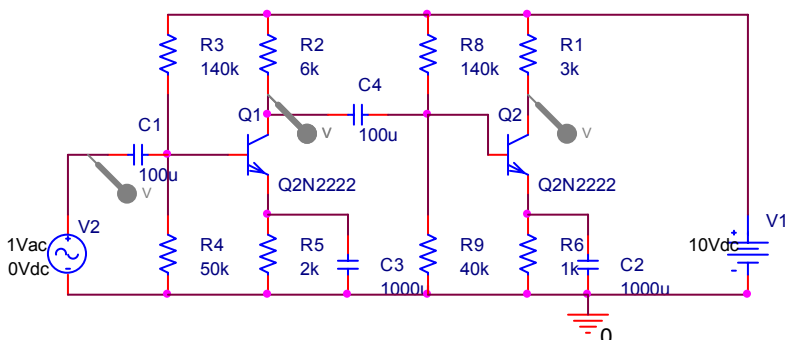 R3
140k
R2
6k
C4
100u
R8
140k
R1
3k
C1
100u
Q1
Q2N2222
V
V
Q2
Q2N2222
V
V2
1Vac
0Vdc
R4
50k
R5
2k
C3
1000u
R9
40k
R6
1k
C2
1000u
V1
10Vdc
0